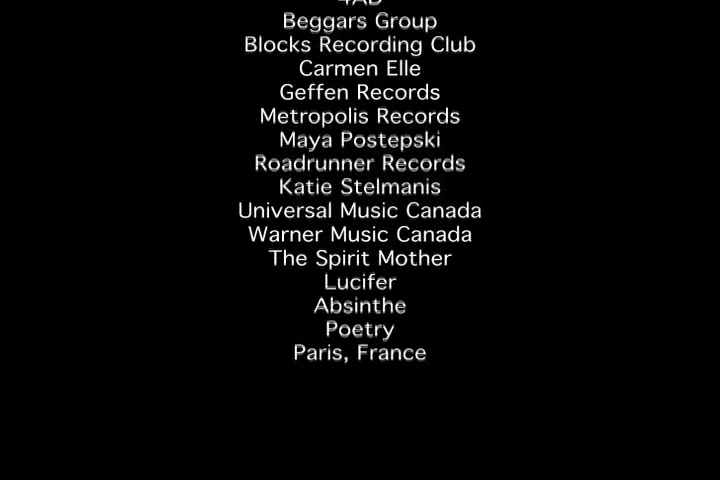 4AD
Beggars Group
Blocks Recording Club
Carmen Elle
Geffen Records
Metropolis Records
Maya Postepski
Roadrunner Records
Katie Stelmanis
Universal Music Canada
Warner Music Canada
The Spirit Mother
Lucifer
Absinthe
Poetry
Paris, France